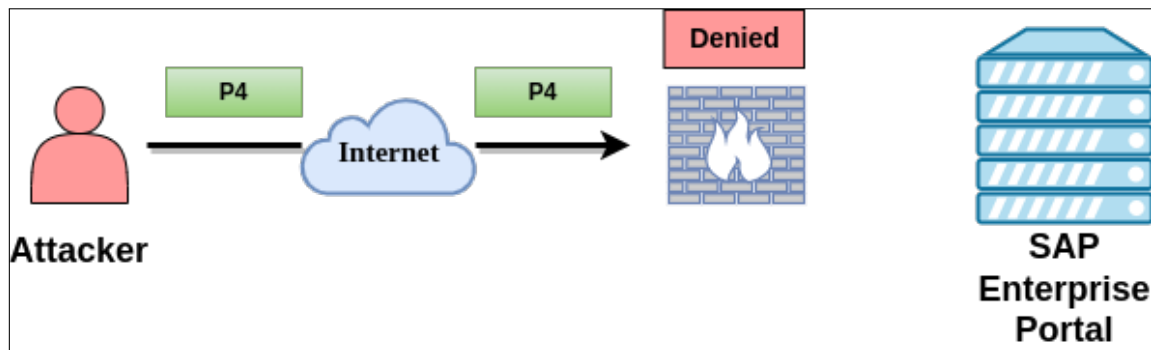 Denied
P4
P4
Internet
Attacker
SAP
Enterprise
Portal